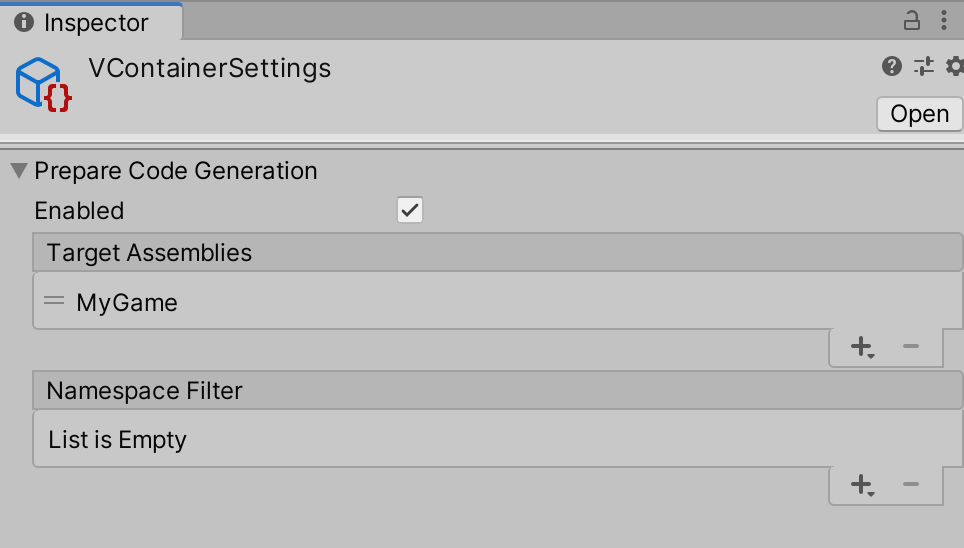 Inspector
VContainerSettings
Open
Prepare Code Generation
Enabled
Target Assemblies
MyGame
Namespace Filter
List is Empty